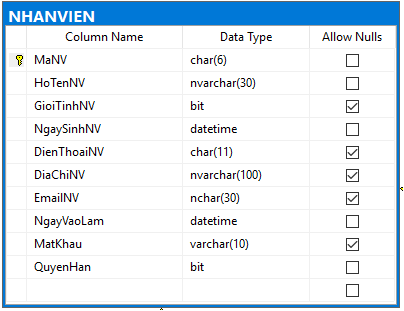 NHANVIEN
Column Name Data Type Allow Nulls
MaNV char(6)
HoTenNV nvarchar(30)
GioiTinhNV bit
NgaySinhNV datetime
DienThoaiNV char(11)
DiaChiNV nvarchar(100)
EmailNV nchar(30)
NgayVaoLam datetime
MatKhau varchar(10)
QuyenHan bit